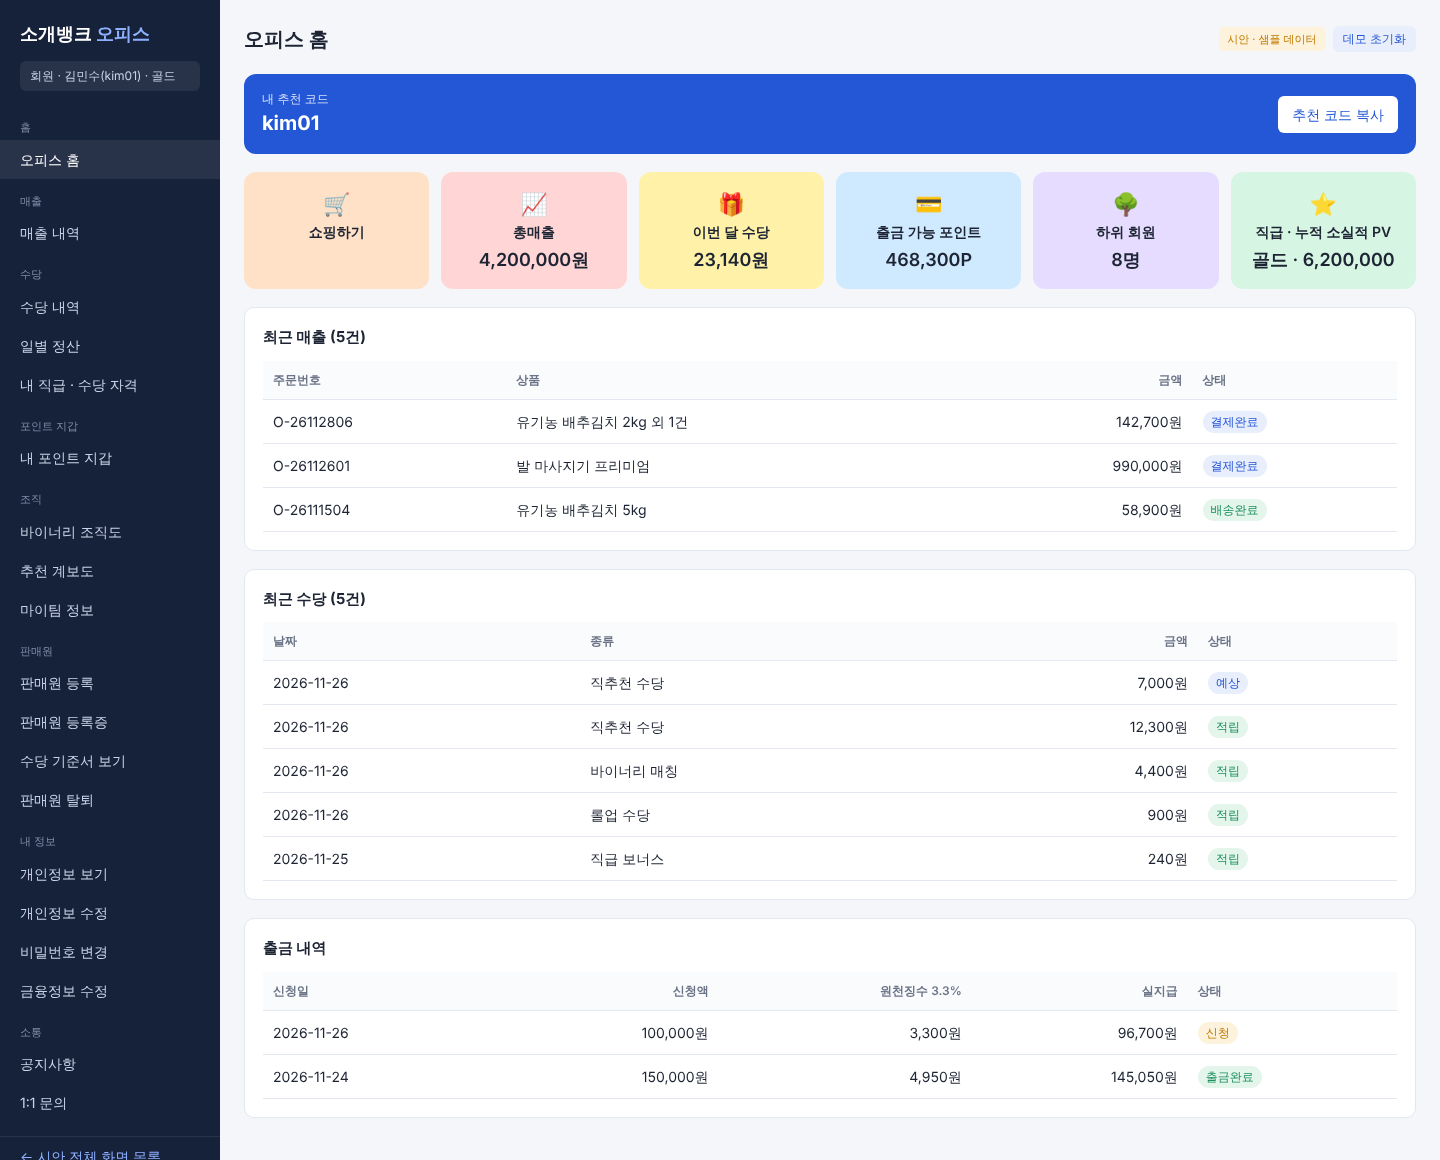 소개뱅크 오피스
회원 · 김민수(kim01) · 골드
홈
오피스 홈
매출
매출 내역
수당
수당 내역
일별 정산
내 직급 · 수당 자격
포인트 지갑
내 포인트 지갑
조직
바이너리 조직도
추천 계보도
마이팀 정보
판매원
판매원 등록
판매원 등록증
수당 기준서 보기
판매원 탈퇴
내 정보
개인정보 보기
개인정보 수정
비밀번호 변경
금융정보 수정
소통
공지사항
1:1 문의
← 시안 전체 화면 목록
오피스 홈
시안 · 샘플 데이터 데모 초기화
내 추천 코드
kim01
추천 코드 복사
쇼핑하기
총매출
4,200,000원
이번 달 수당
23,140원
출금 가능 포인트
468,300P
하위 회원
8명
직급 · 누적 소실적 PV
골드 · 6,200,000
최근 매출 (5건)
주문번호 상품 금액 상태
O-26112806 유기농 배추김치 2kg 외 1건 142,700원 결제완료
O-26112601 발 마사지기 프리미엄 990,000원 결제완료
O-26111504 유기농 배추김치 5kg 58,900원 배송완료
최근 수당 (5건)
날짜 종류 금액 상태
2026-11-26 직추천 수당 7,000원 예상
2026-11-26 직추천 수당 12,300원 적립
2026-11-26 바이너리 매칭 4,400원 적립
2026-11-26 롤업 수당 900원 적립
2026-11-25 직급 보너스 240원 적립
출금 내역
신청일 신청액 원천징수 3.3% 실지급 상태
2026-11-26 100,000원 3,300원 96,700원 신청
2026-11-24 150,000원 4,950원 145,050원 출금완료